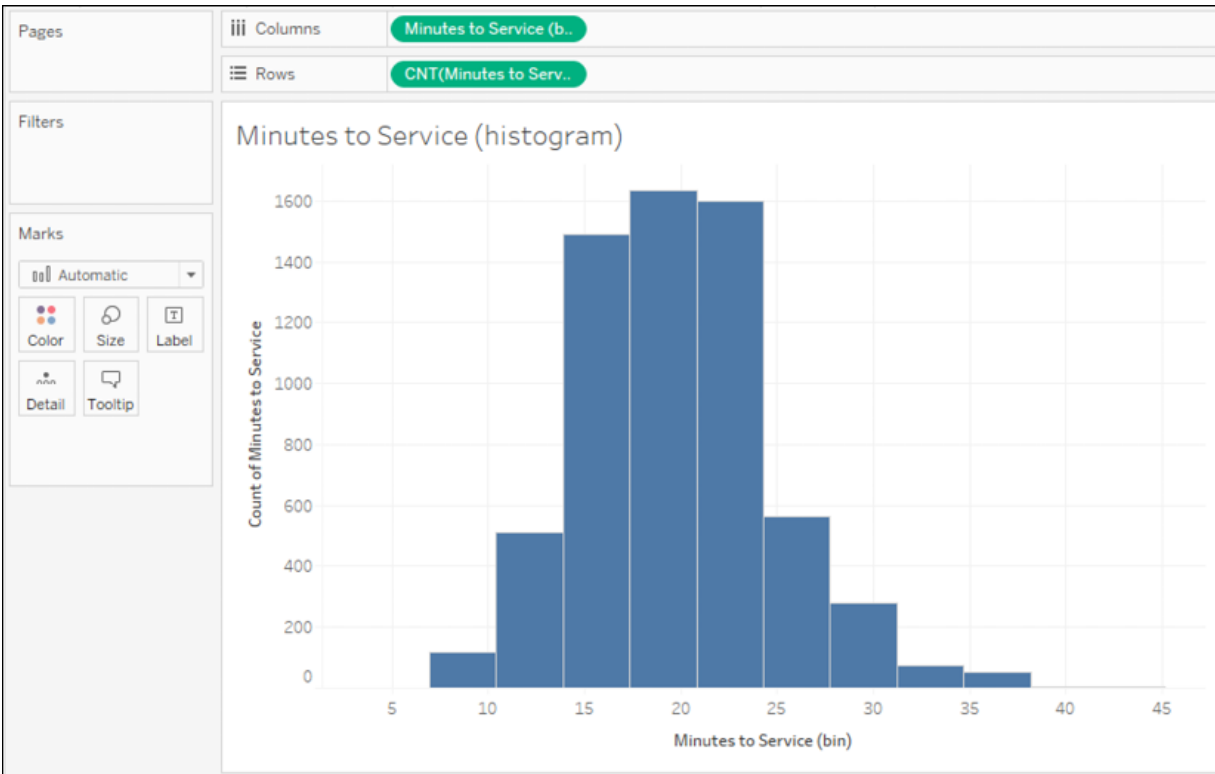 Pages
iii Columns
Minutes to Service (b..
Rows
CNT(Minutes to Serv..
Filters
Marks
Automatic
Color
Size
T
Label
Detail
Tooltip
Minutes to Service (histogram)
Count of Minutes to Service
1600
1400
1200
1000
800
600
400
200
0
5 10 15 20 25 30 35 40 45
Minutes to Service (bin)